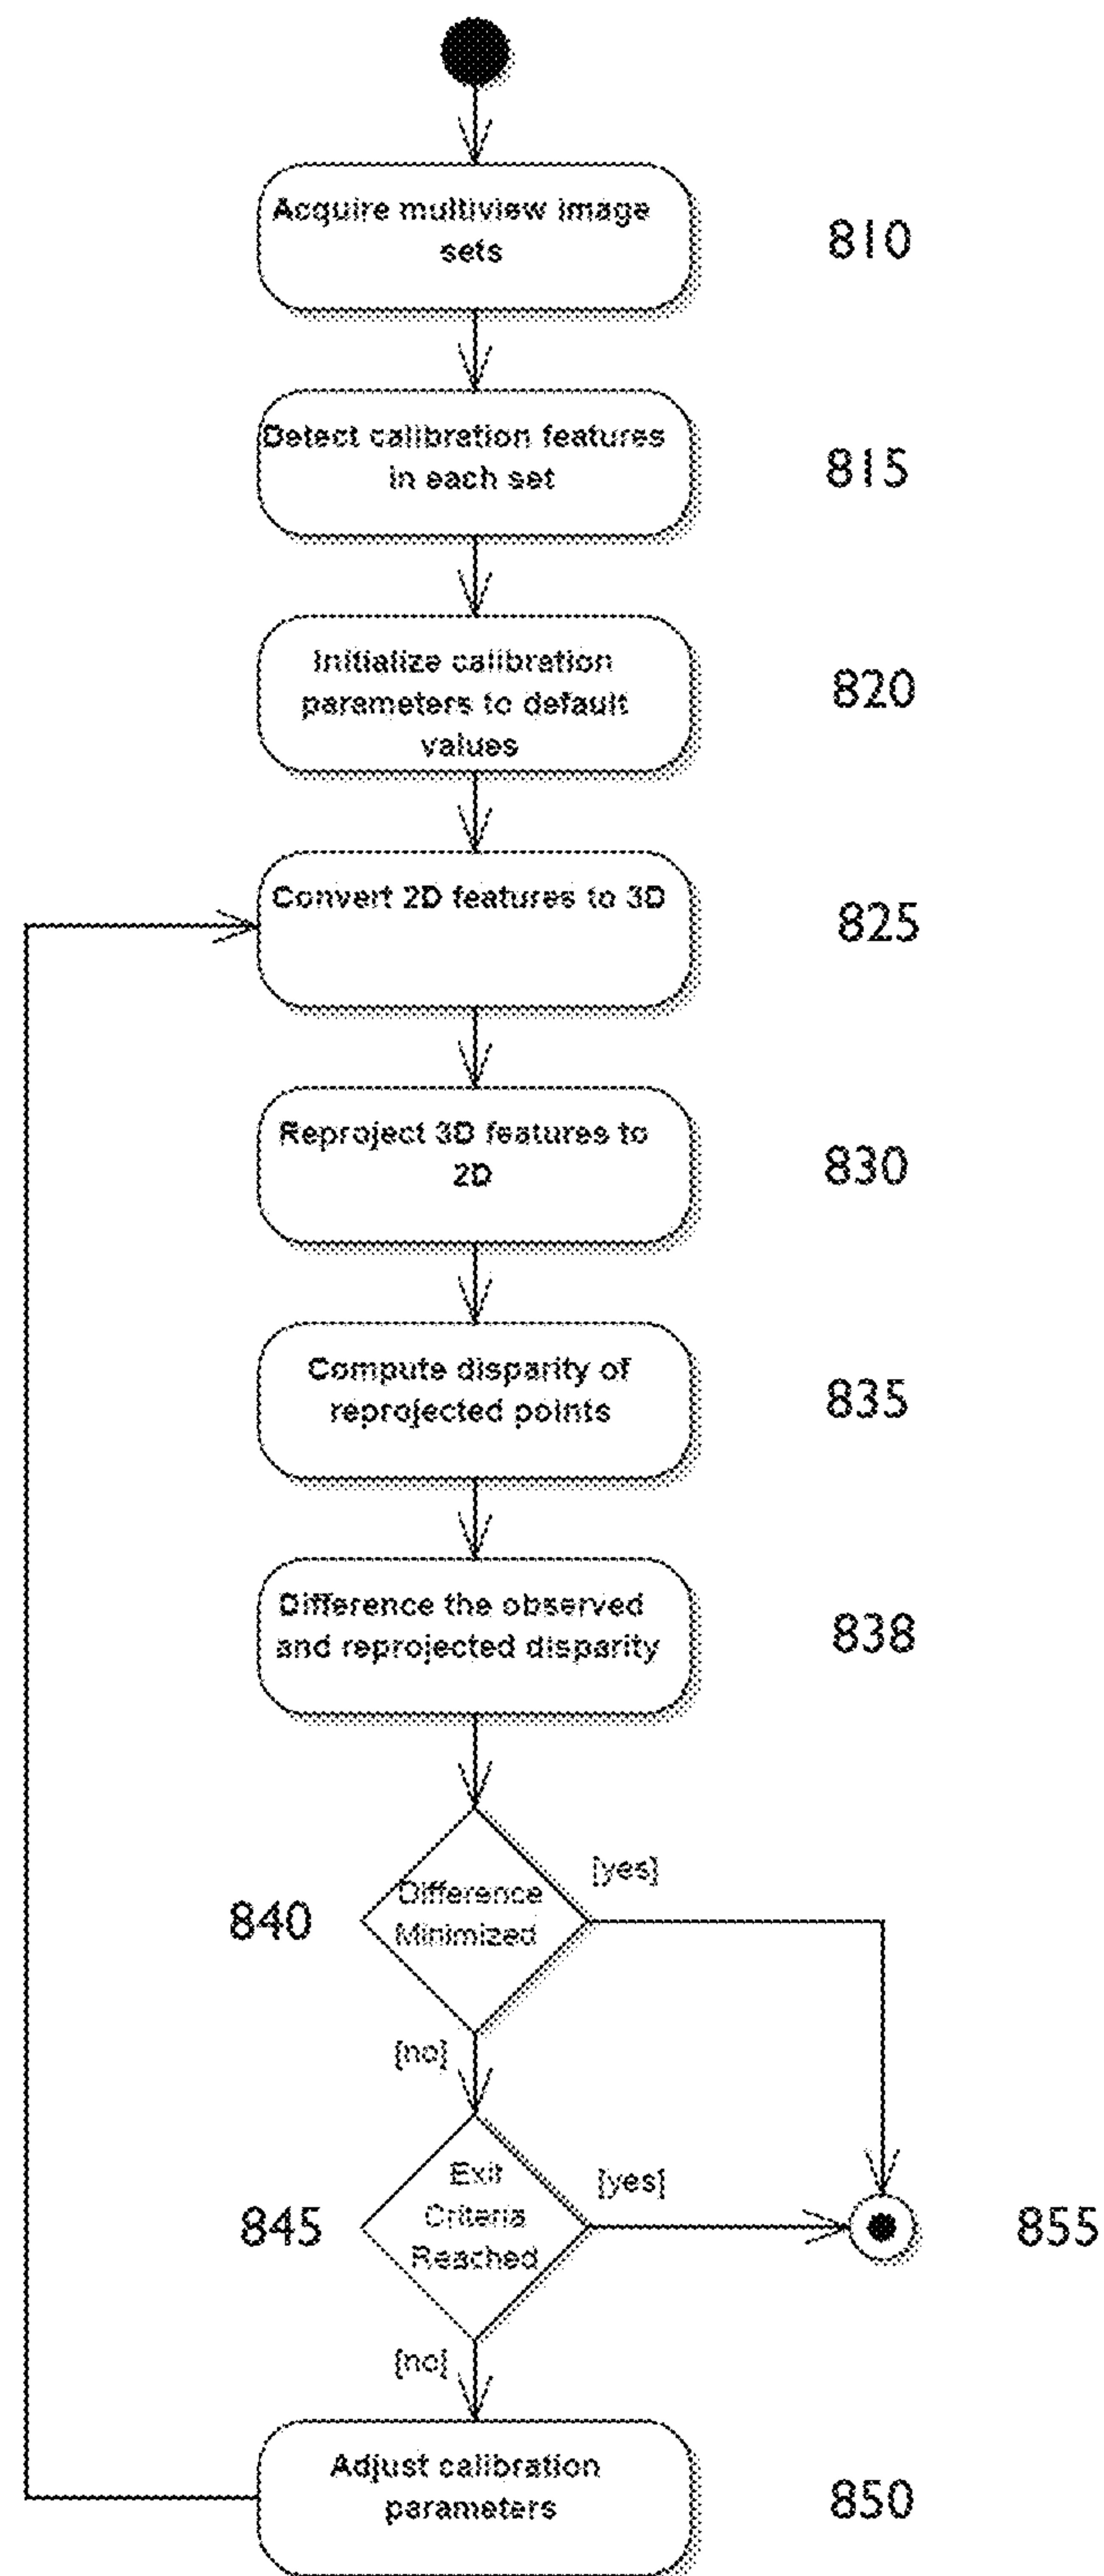 Acquire multiview image
sets
810
Detect calibration features
in each set
815
Initialize calibration
parameters to default
values
820
Convert 2D features to 3D
825
Reproject 3D features to
2D
830
Compute disparity of
reprojected points
835
Difference the observed
and reprojected disparity
838
840
Difference
Minimized
[yes]
[no]
845
Exit
Criteria
Reached
[yes]
855
[no]
Adjust calibration
parameters
850